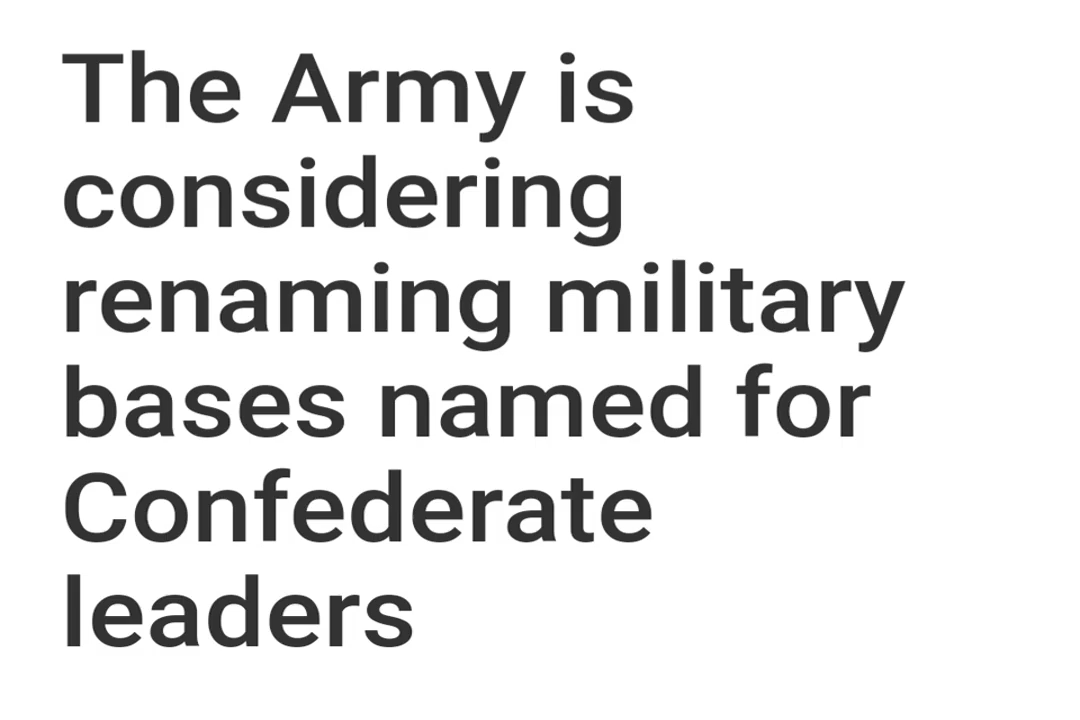 The Army is
considering
renaming military
bases named for
Confederate
leaders